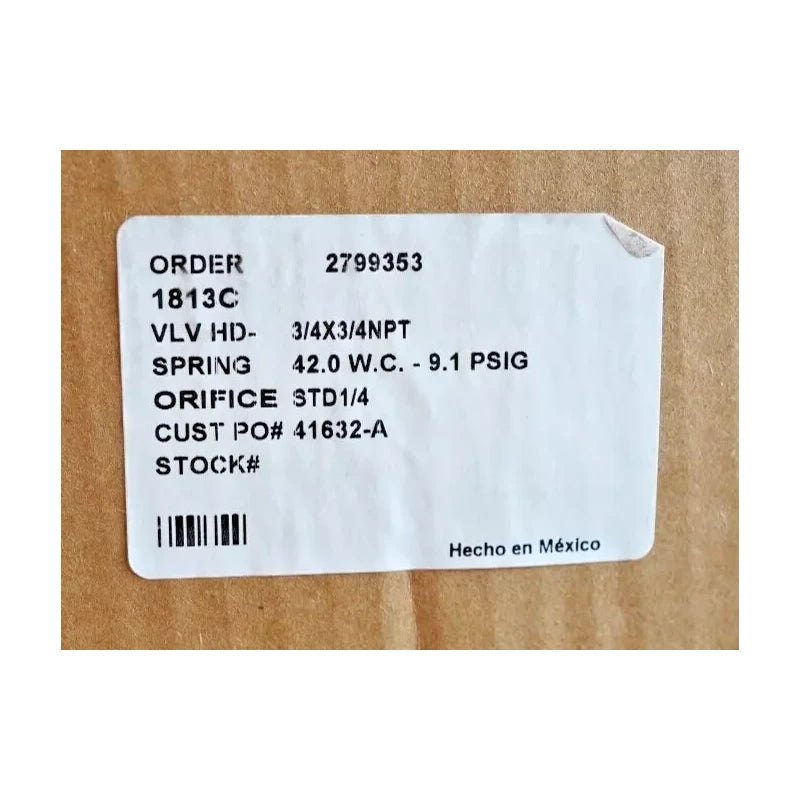 ORDER 2799353
1813C
VLV HD- 3/4X3/4NPT
SPRING 42.0 W.C. - 9.1 PSIG
ORIFICE STD1/4
CUST PO# 41632-A
STOCK#
Hecho en México